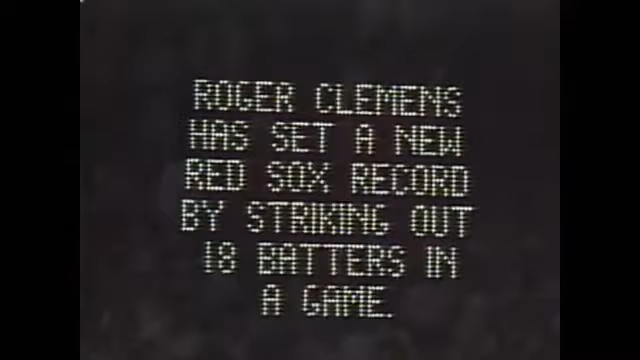 ROGER CLEMENS
HAS SET A NEW
RED SOX RECORD
BY STRIKING OUT
18 BATTERS IN
A GAME.